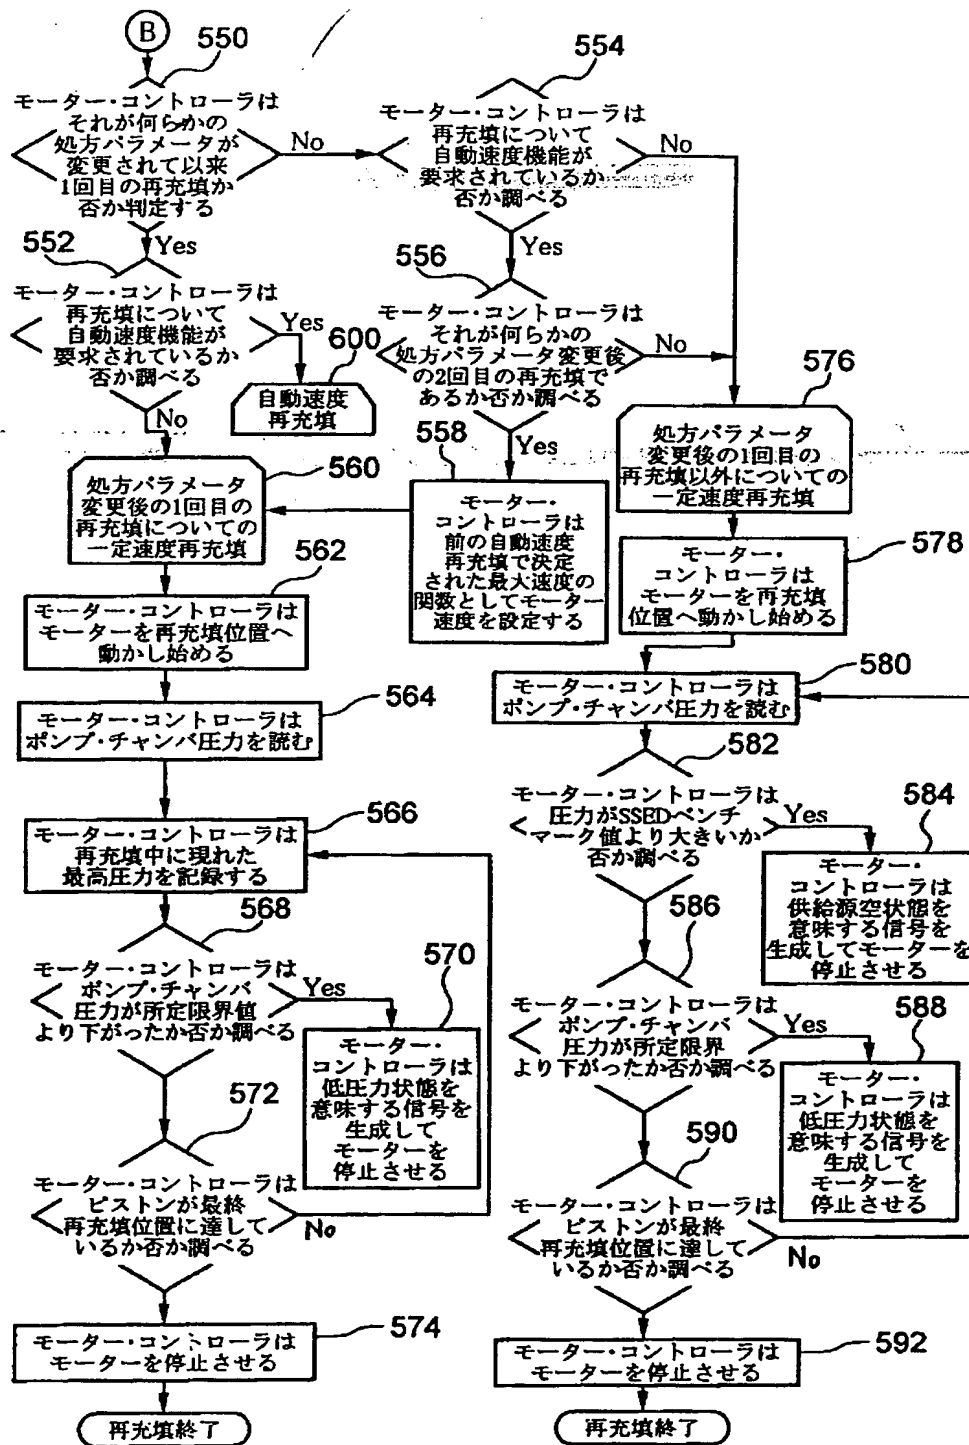 B
550
モーター・コントローラは
それが何らかの
処方パラメータが
変更されて以来
1回目の再充填か
否か判定する
No
Yes
554
モーター・コントローラは
再充填について
自動速度機能が
要求されているか
否か調べる
No
Yes
552
モーター・コントローラは
再充填について
自動速度機能が
要求されているか
否か調べる
Yes
No
600
自動速度
再充填
556
モーター・コントローラは
それが何らかの
処方パラメータ変更後
の2回目の再充填で
あるか否か調べる
No
Yes
558
モーター・
コントローラは
前の自動速度
再充填で決定
された最大速度の
関数としてモーター
速度を設定する
560
処方パラメータ
変更後の1回目の
再充填についての
一定速度再充填
562
モーター・コントローラは
モーターを再充填位置へ
動かし始める
564
モーター・コントローラは
ポンプ・チャンバ圧力を読む
566
モーター・コントローラは
再充填中に現れた
最高圧力を記録する
568
モーター・コントローラは
ポンプ・チャンバ
圧力が所定限界値
より下がったか否か調べる
Yes
570
モーター・
コントローラは
低圧力状態を
意味する信号を
生成して
モーターを
停止させる
572
モーター・コントローラは
ピストンが最終
再充填位置に達して
いるか否か調べる
No
574
モーター・コントローラは
モーターを停止させる
再充填終了
576
処方パラメータ
変更後の1回目の
再充填以外についての
一定速度再充填
578
モーター・
コントローラは
モーターを再充填
位置へ動かし始める
580
モーター・コントローラは
ポンプ・チャンバ圧力を読む
582
モーター・コントローラは
圧力がSSEDベンチ
マーク値より大きいか
否か調べる
Yes
584
モーター・
コントローラは
供給源空状態を
意味する信号を
生成してモーターを
停止させる
586
モーター・コントローラは
ポンプ・チャンバ
圧力が所定限界
より下がったか否か調べる
Yes
588
モーター・
コントローラは
低圧力状態を
意味する信号を
生成して
モーターを
停止させる
590
モーター・コントローラは
ピストンが最終
再充填位置に達して
いるか否か調べる
No
592
モーター・コントローラは
モーターを停止させる
再充填終了